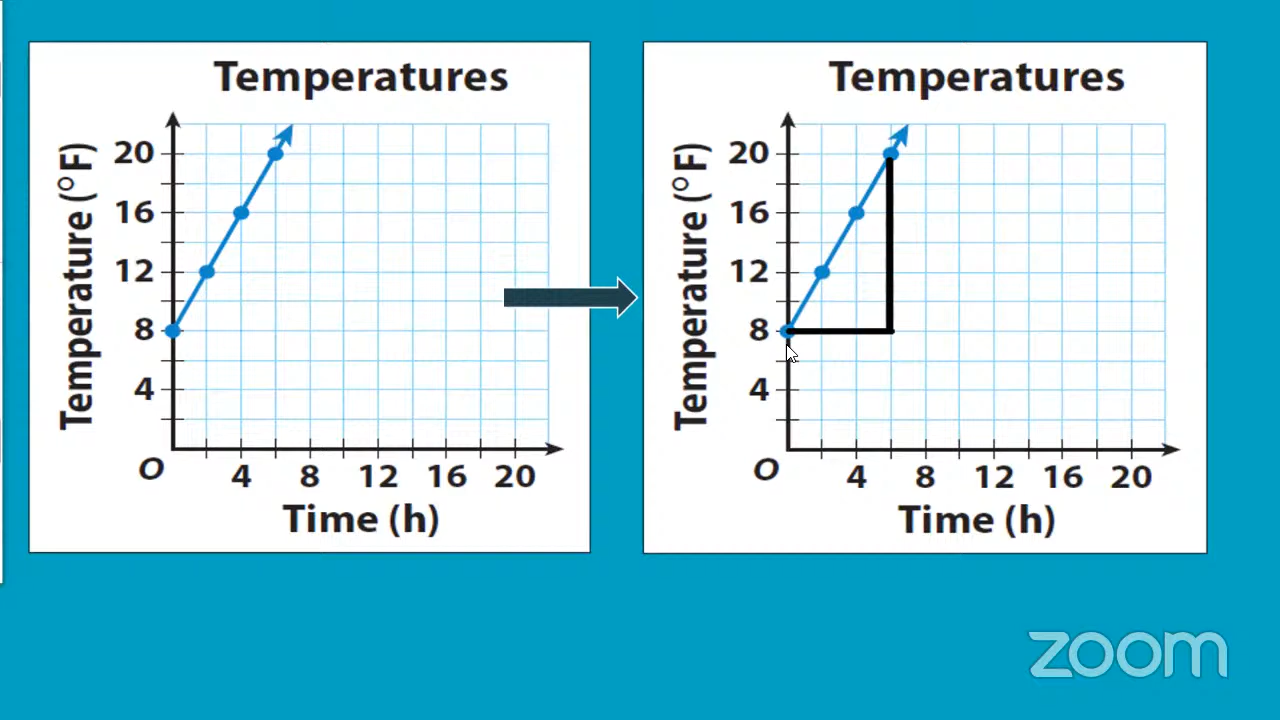 Temperatures
Temperature (°F)
20
16
12
8
4
O
4 8 12 16 20
Time (h)
Temperatures
Temperature (°F)
20
16
12
8
4
O
4 8 12 16 20
Time (h)
zoom